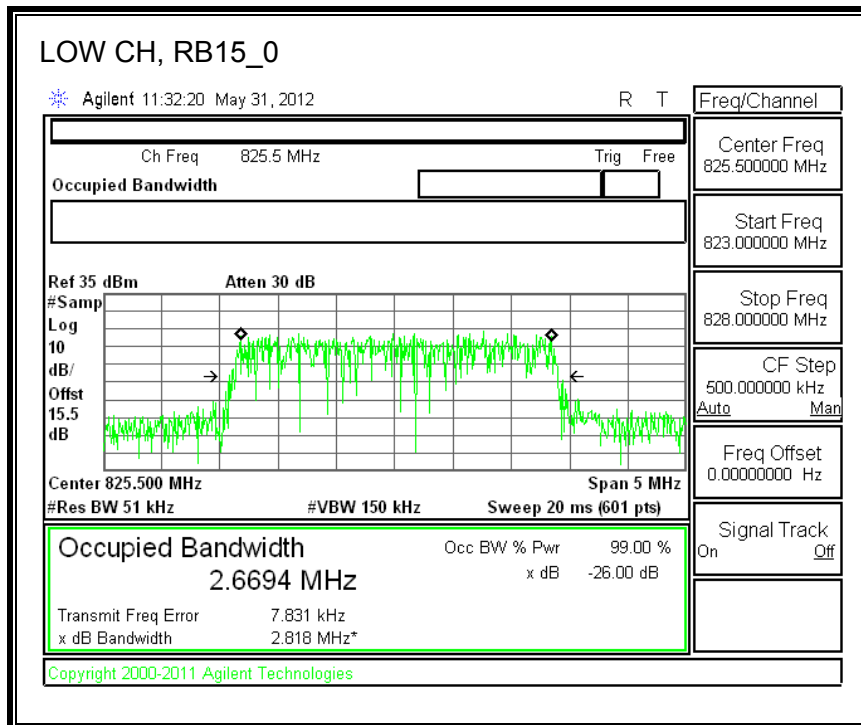 LOW CH, RB15_0
Agilent 11:32:20 May 31, 2012 R T
Freq/Channel
Ch Freq 825.5 MHz Trig Free
Occupied Bandwidth
Center Freq
825.500000 MHz
Start Freq
823.000000 MHz
Stop Freq
828.000000 MHz
CF Step
500.000000 kHz
Auto Man
Freq Offset
0.00000000 Hz
Signal Track
On Off
Ref 35 dBm Atten 30 dB
#Samp
Log
10
dB/
Offst
15.5
dB
Center 825.500 MHz Span 5 MHz
#Res BW 51 kHz #VBW 150 kHz Sweep 20 ms (601 pts)
Occupied Bandwidth Occ BW % Pwr 99.00 %
2.6694 MHz x dB -26.00 dB
Transmit Freq Error 7.831 kHz
x dB Bandwidth 2.818 MHz*
Copyright 2000-2011 Agilent Technologies